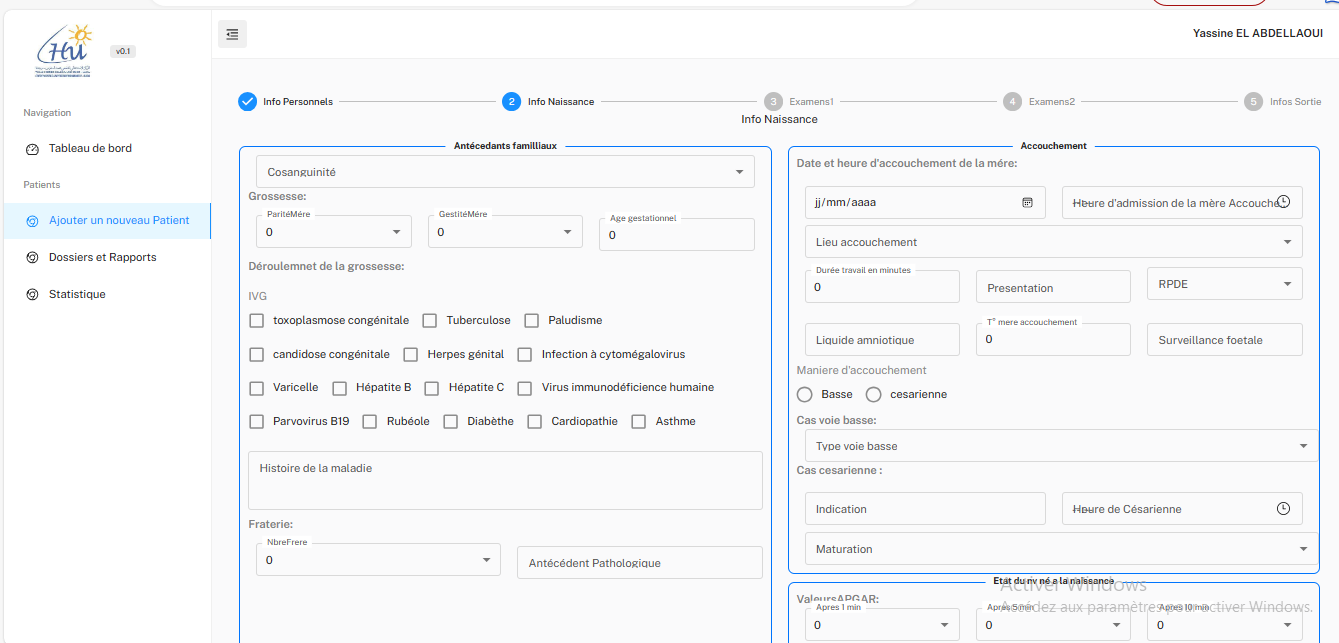 Hu
v0.1
Yassine EL ABDELLAOUI
Navigation
Tableau de bord
Patients
Ajouter un nouveau Patient
Dossiers et Rapports
Statistique
Info Personnels
2 Info Naissance
3 Examens1
4 Examens2
5 Infos Sortie
Info Naissance
Antécedants familliaux
Cosanguinité
Grossesse:
ParitéMére
0
GestitéMére
0
Age gestationnel
0
Déroulemnet de la grossesse:
IVG
toxoplasmose congénitale Tuberculose Paludisme
candidose congénitale Herpes génital Infection à cytomégalovirus
Varicelle Hépatite B Hépatite C Virus immunodéficience humaine
Parvovirus B19 Rubéole Diabèthe Cardiopathie Asthme
Histoire de la maladie
Fraterie:
NbreFrere
0
Antécédent Pathologique
Accouchement
Date et heure d'accouchement de la mére:
jj/mm/aaaa
Heure d'admission de la mère Accouche
Lieu accouchement
Durée travail en minutes
0
Presentation
RPDE
Liquide amniotique
T° mere accouchement
0
Surveillance foetale
Maniere d'accouchement
Basse cesarienne
Cas voie basse:
Type voie basse
Cas cesarienne :
Indication
Heure de Césarienne
Maturation
Etat du nv né a la naissance
ValeursAPGAR:
Apres 1 min
0
Apres 5 min
0
Apres 10 min
0
Activer Windows
Accédez aux paramètres pour activer Windows.